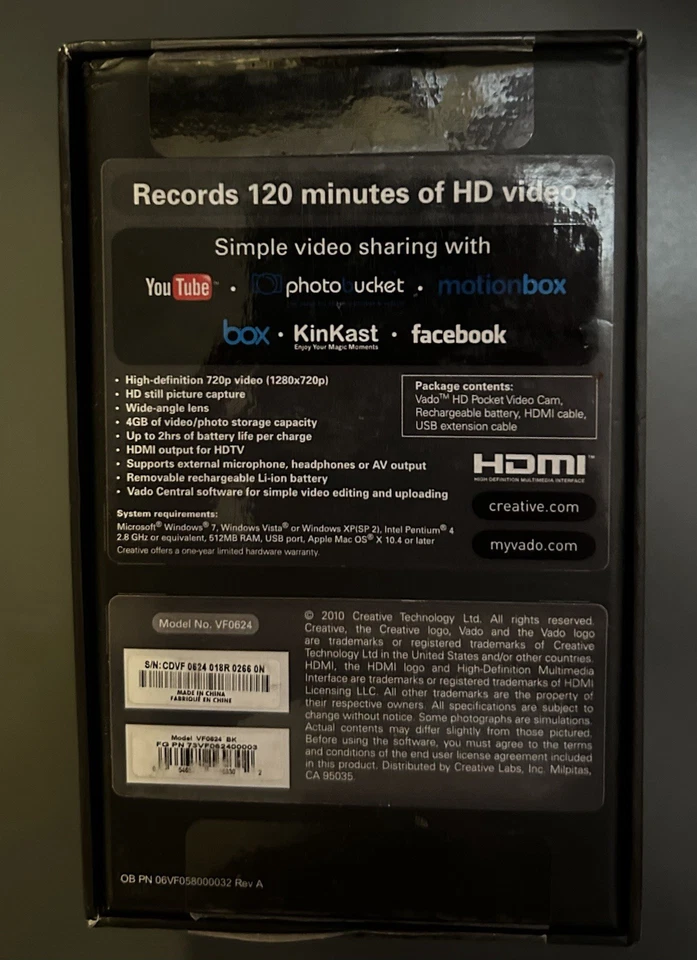 Records 120 minutes of HD video
Simple video sharing with
YouTube™ • photobucket • motionbox
box • KinKast • facebook
Enjoy Your Magic Moments
• High-definition 720p video (1280x720p)
• HD still picture capture
• Wide-angle lens
• 4GB of video/photo storage capacity
• Up to 2hrs of battery life per charge
• HDMI output for HDTV
• Supports external microphone, headphones or AV output
• Removable rechargeable Li-ion battery
• Vado Central software for simple video editing and uploading
Package contents:
Vado™ HD Pocket Video Cam,
Rechargeable battery, HDMI cable,
USB extension cable
HDMI™
HIGH-DEFINITION MULTIMEDIA INTERFACE
creative.com
myvado.com
System requirements:
Microsoft® Windows® 7, Windows Vista® or Windows XP(SP 2), Intel Pentium® 4
2.8 GHz or equivalent, 512MB RAM, USB port, Apple Mac OS® X 10.4 or later
Creative offers a one-year limited hardware warranty.
Model No. VF0624
S/N:CDVF 0624 018R 0266 0N
MADE IN CHINA
FABRIQUÉ EN CHINE
Model VF0624 BK
FG PN 73VF062400003
© 2010 Creative Technology Ltd. All rights reserved.
Creative, the Creative logo, Vado and the Vado logo
are trademarks or registered trademarks of Creative
Technology Ltd in the United States and/or other countries.
HDMI, the HDMI logo and High-Definition Multimedia
Interface are trademarks or registered trademarks of HDMI
Licensing LLC. All other trademarks are the property of
their respective owners. All specifications are subject to
change without notice. Some photographs are simulations.
Actual contents may differ slightly from those pictured.
Before using the software, you must agree to the terms
and conditions of the end user license agreement included
in this product. Distributed by Creative Labs, Inc. Milpitas,
CA 95035.
OB PN 06VF058000032 Rev A